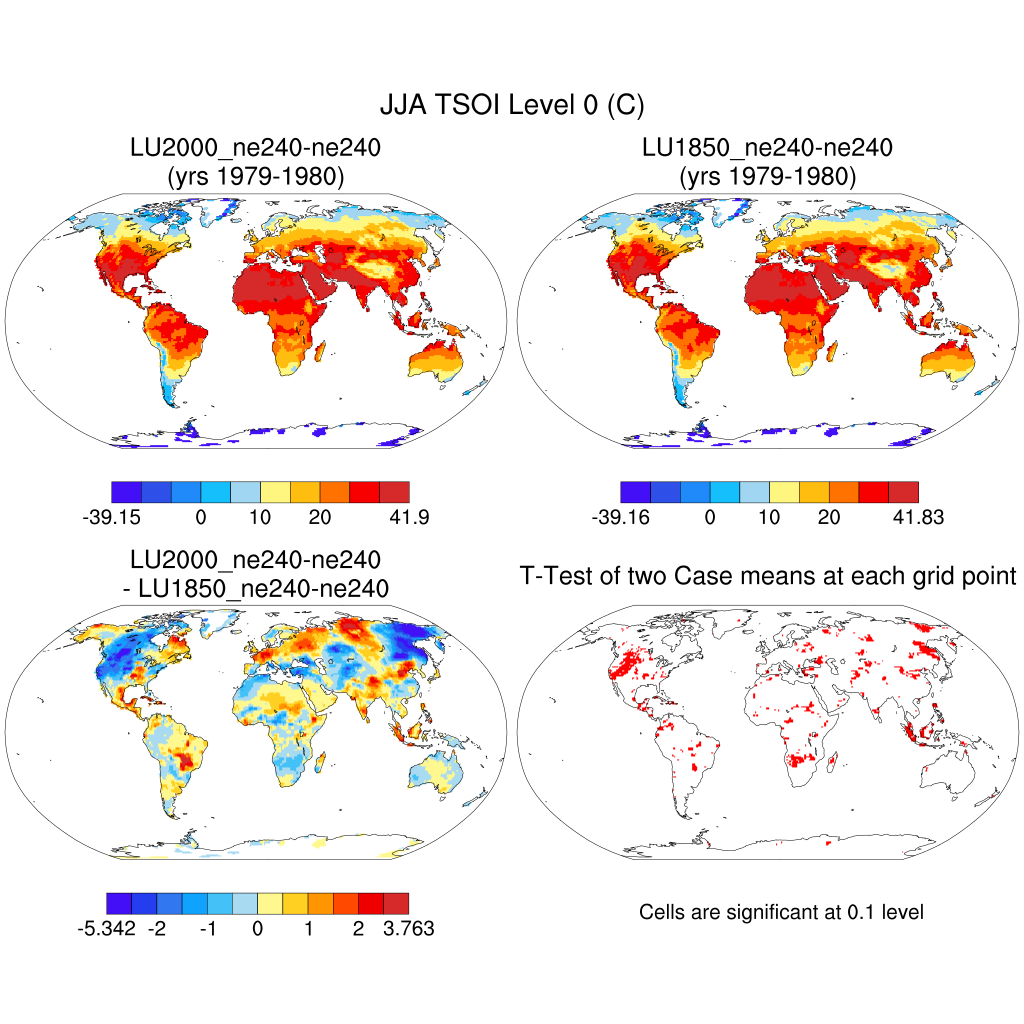 JJA TSOI Level 0 (C)
LU2000_ne240-ne240
(yrs 1979-1980)
LU1850_ne240-ne240
(yrs 1979-1980)
-39.15 0 10 20 41.9
-39.16 0 10 20 41.83
LU2000_ne240-ne240
- LU1850_ne240-ne240
T-Test of two Case means at each grid point
-5.342 -2 -1 0 1 2 3.763
Cells are significant at 0.1 level